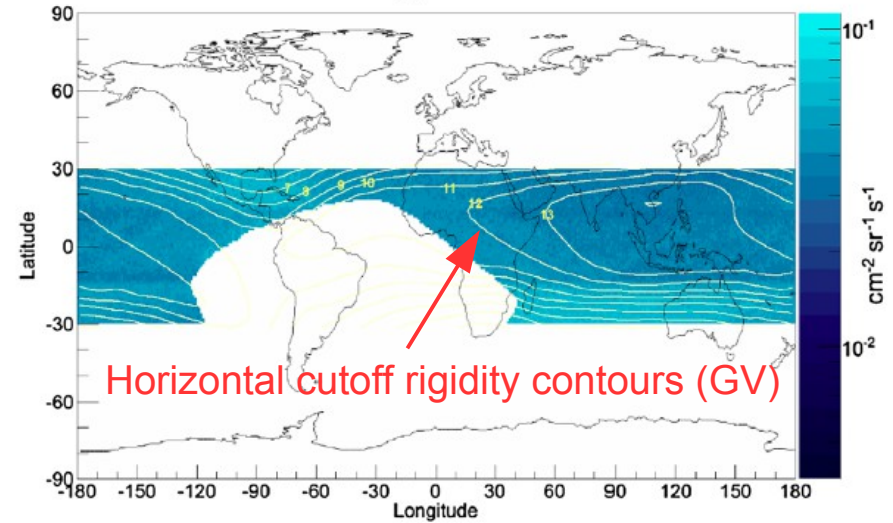 90
60
30
0
-30
-60
-90
Latitude
-180 -150 -120 -90 -60 -30 0 30 60 90 120 150 180
Longitude
7 8 9 10 11 12 13
Horizontal cutoff rigidity contours (GV)
10⁻¹
10⁻²
cm⁻² sr⁻¹ s⁻¹